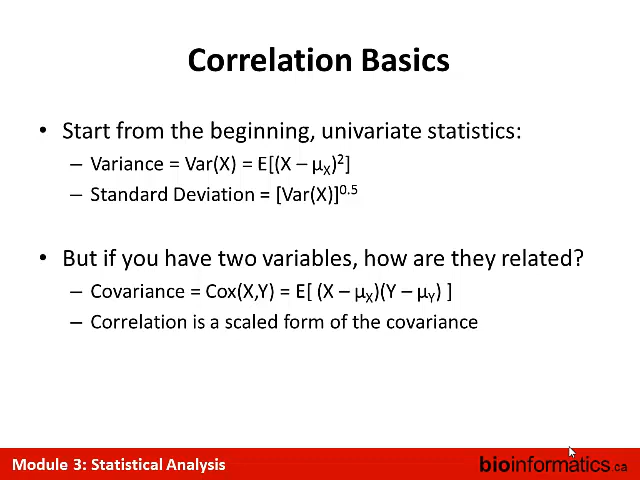 Correlation Basics
• Start from the beginning, univariate statistics:
– Variance = Var(X) = E[(X – μX)2]
– Standard Deviation = [Var(X)]0.5
• But if you have two variables, how are they related?
– Covariance = Cox(X,Y) = E[ (X – μX)(Y – μY) ]
– Correlation is a scaled form of the covariance
Module 3: Statistical Analysis
bioinformatics.ca